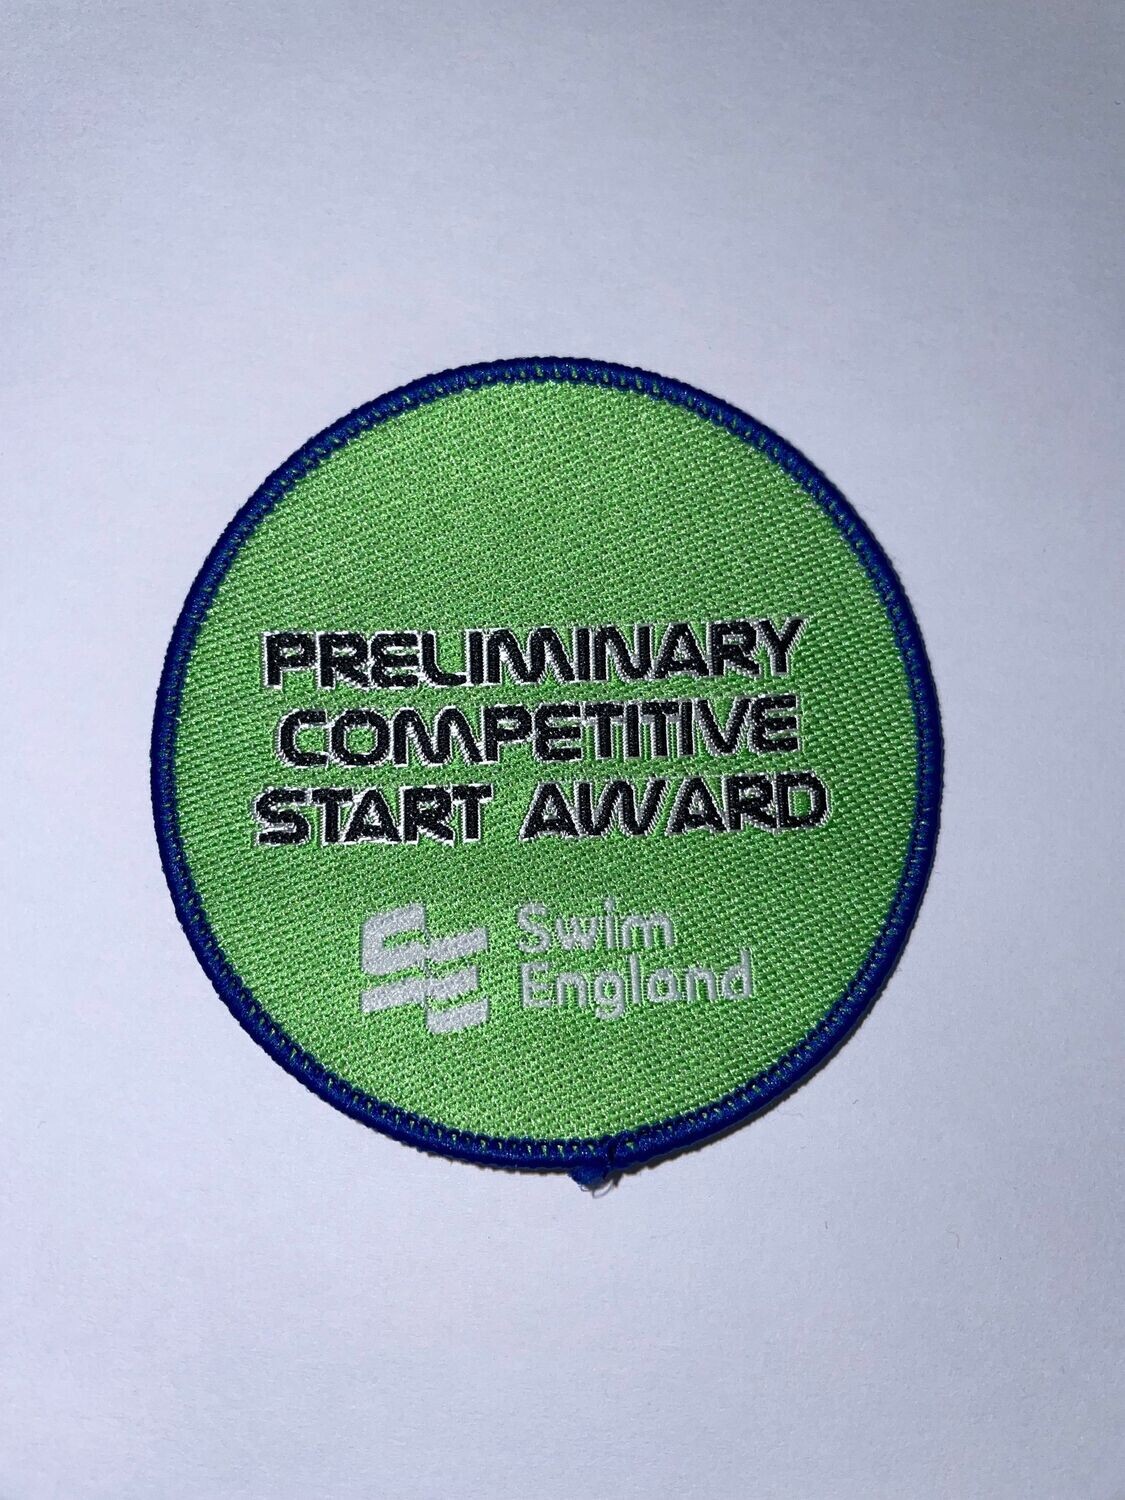 PRELIMINARY
COMPETITIVE
START AWARD
Swim
England